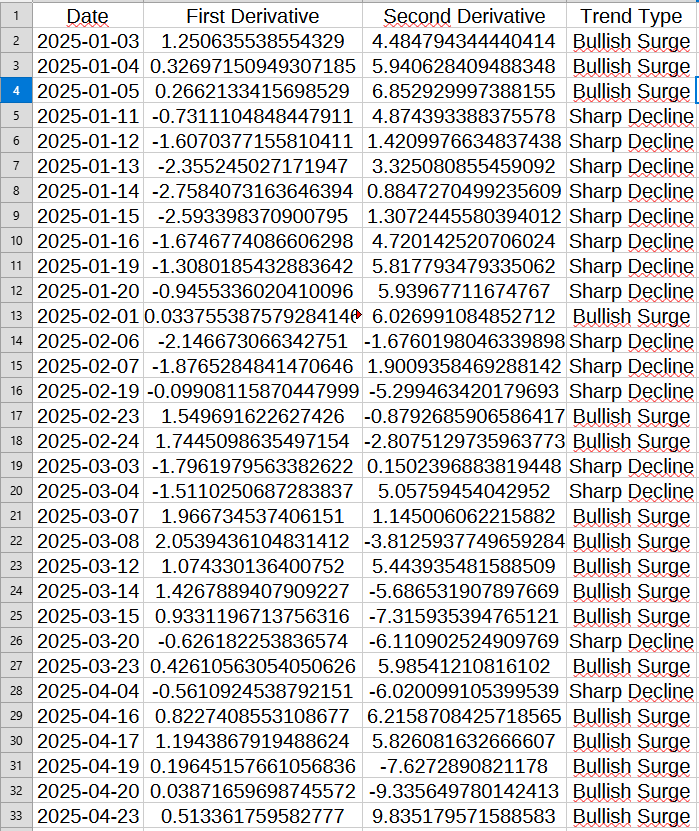 1 Date First Derivative Second Derivative Trend Type
2 2025-01-03 1.250635538554329 4.484794344440414 Bullish Surge
3 2025-01-04 0.32697150949307185 5.940628409488348 Bullish Surge
4 2025-01-05 0.2662133415698529 6.852929997388155 Bullish Surge
5 2025-01-11 -0.7311104848447911 4.874393388375578 Sharp Decline
6 2025-01-12 -1.6070377155810411 1.4209976634837438 Sharp Decline
7 2025-01-13 -2.355245027171947 3.325080855459092 Sharp Decline
8 2025-01-14 -2.7584073163646394 0.8847270499235609 Sharp Decline
9 2025-01-15 -2.593398370900795 1.3072445580394012 Sharp Decline
10 2025-01-16 -1.6746774086606298 4.720142520706024 Sharp Decline
11 2025-01-19 -1.3080185432883642 5.817793479335062 Sharp Decline
12 2025-01-20 -0.9455336020410096 5.93967711674767 Sharp Decline
13 2025-02-01 0.033755387579284146 6.026991084852712 Bullish Surge
14 2025-02-06 -2.146673066342751 -1.6760198046339898 Sharp Decline
15 2025-02-07 -1.8765284841470646 1.9009358469288142 Sharp Decline
16 2025-02-19 -0.09908115870447999 -5.299463420179693 Sharp Decline
17 2025-02-23 1.549691622627426 -0.8792685906586417 Bullish Surge
18 2025-02-24 1.7445098635497154 -2.8075129735963773 Bullish Surge
19 2025-03-03 -1.7961979563382622 0.1502396883819448 Sharp Decline
20 2025-03-04 -1.5110250687283837 5.05759454042952 Sharp Decline
21 2025-03-07 1.966734537406151 1.145006062215882 Bullish Surge
22 2025-03-08 2.0539436104831412 -3.8125937749659284 Bullish Surge
23 2025-03-12 1.074330136400752 5.443935481588509 Bullish Surge
24 2025-03-14 1.4267889407909227 -5.686531907897669 Bullish Surge
25 2025-03-15 0.9331196713756316 -7.315935394765121 Bullish Surge
26 2025-03-20 -0.626182253836574 -6.110902524909769 Sharp Decline
27 2025-03-23 0.42610563054050626 5.98541210816102 Bullish Surge
28 2025-04-04 -0.5610924538792151 -6.020099105399539 Sharp Decline
29 2025-04-16 0.8227408553108677 6.2158708425718565 Bullish Surge
30 2025-04-17 1.1943867919488624 5.826081632666607 Bullish Surge
31 2025-04-19 0.19645157661056836 -7.6272890821178 Bullish Surge
32 2025-04-20 0.03871659698745572 -9.335649780142413 Bullish Surge
33 2025-04-23 0.513361759582777 9.835179571588583 Bullish Surge